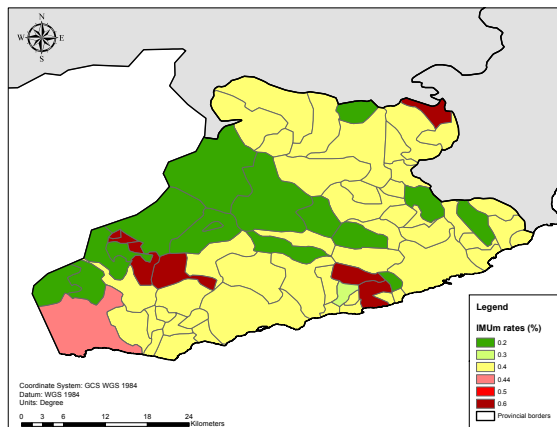 N
W E
S
Legend
IMUm rates (%)
0.2
0.3
0.4
0.44
0.5
0.6
Provincial borders
Coordinate System: GCS WGS 1984
Datum: WGS 1984
Units: Degree
0 3 6 12 18 24
Kilometers